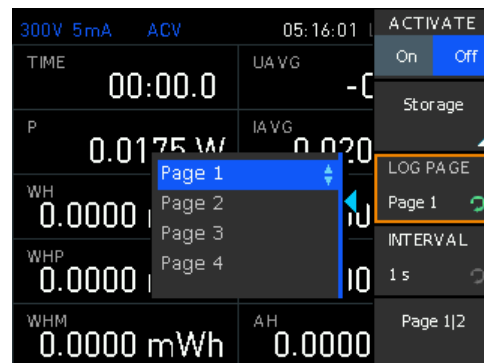 300V 5mA ACV 05:16:01
ACTIVATE
On Off
Storage
LOG PAGE
Page 1
INTERVAL
1 s
Page 1|2
TIME
00:00.0
UAVG
P
0.0175 W
IAVG
0.020
WH
0.0000
WHP
0.0000
WHM
0.0000 mWh
AH
0.0000
Page 1
Page 2
Page 3
Page 4